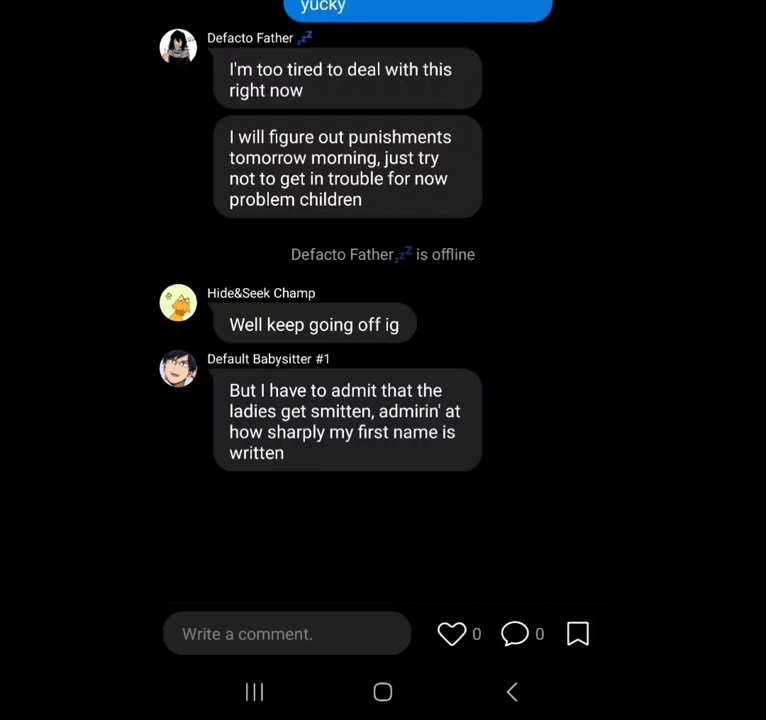 yucky
Defacto Father 💤
I'm too tired to deal with this
right now
I will figure out punishments
tomorrow morning, just try
not to get in trouble for now
problem children
Defacto Father💤 is offline
Hide&Seek Champ
Well keep going off ig
Default Babysitter #1
But I have to admit that the
ladies get smitten, admirin' at
how sharply my first name is
written
Write a comment.
0
0